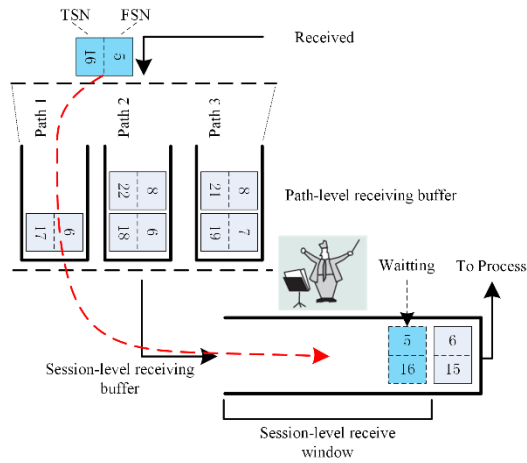 TSN FSN
16 5
Received
Path 1 Path 2 Path 3
22 8 21 8
Path-level receiving buffer
17 6 18 6 19 7
Waitting To Process
5 6
16 15
Session-level receiving
buffer
Session-level receive
window